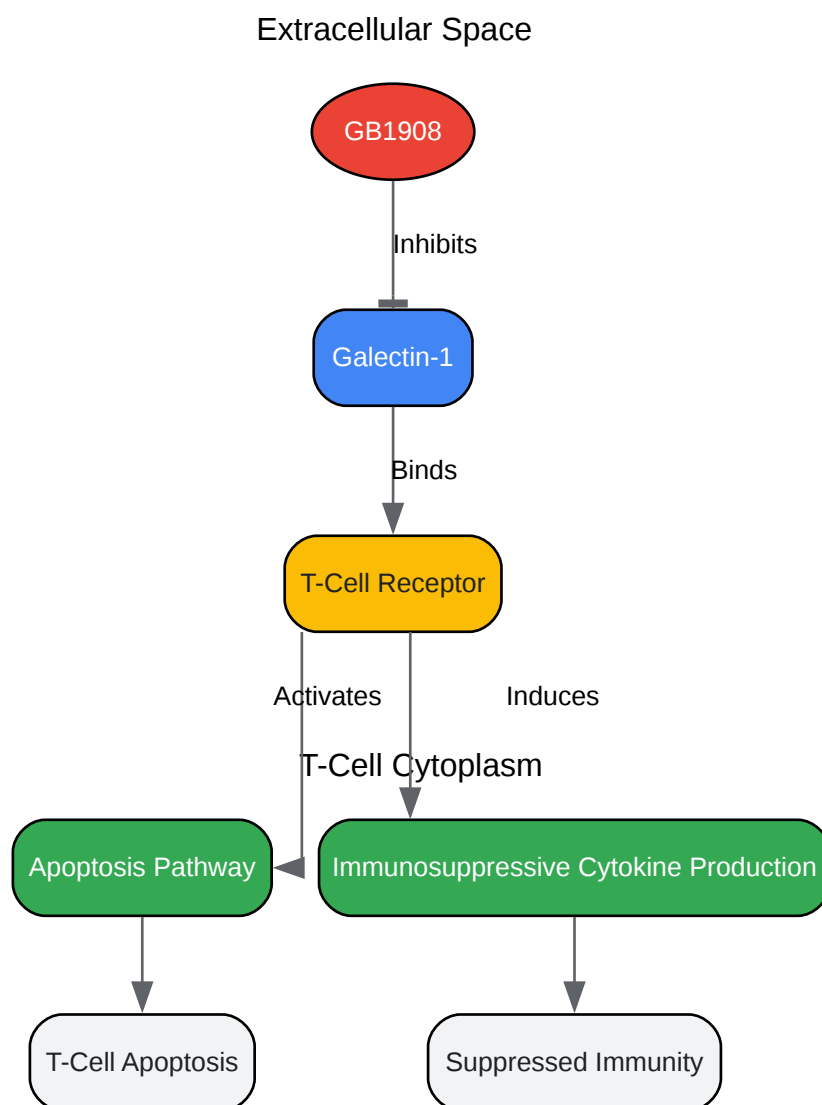 Extracellular Space
GB1908
Inhibits
Galectin-1
Binds
T-Cell Receptor
Activates
Induces
T-Cell Cytoplasm
Apoptosis Pathway
Immunosuppressive Cytokine Production
T-Cell Apoptosis
Suppressed Immunity